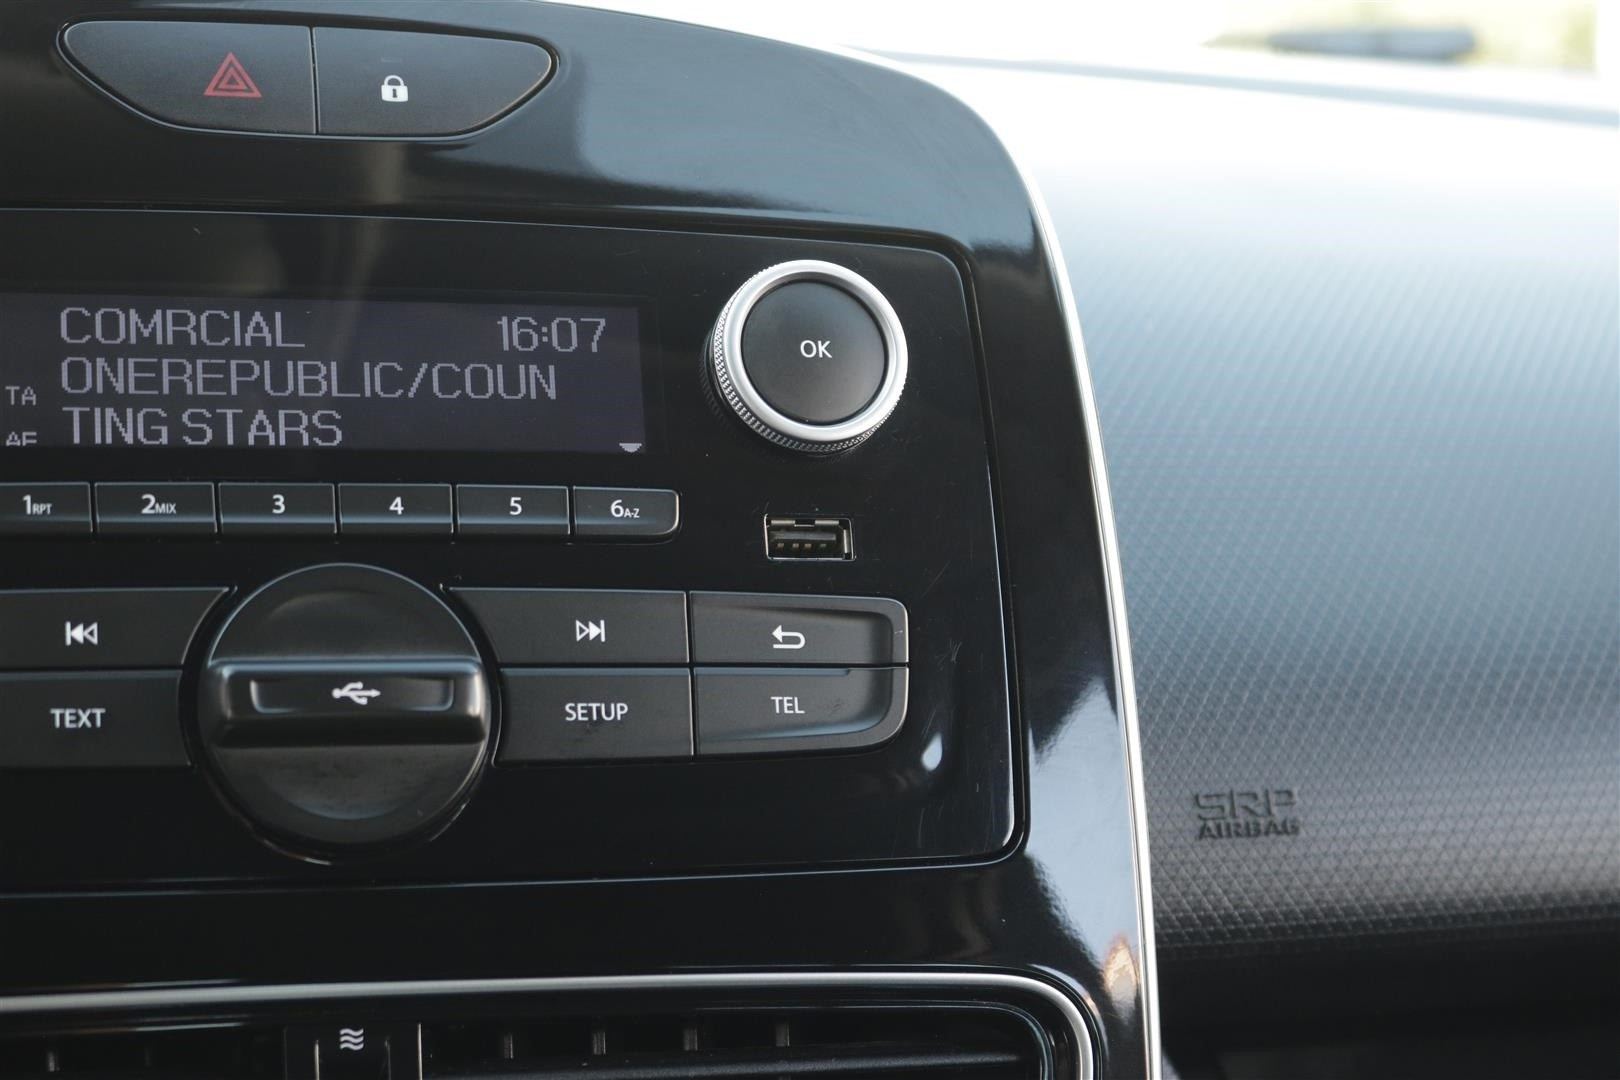 COMRCIAL 16:07
ONEREPUBLIC/COUN
TA
TING STARS
AF
1RPT 2MIX 3 4 5 6A-Z
OK
TEXT SETUP TEL
SRP
AIRBAG